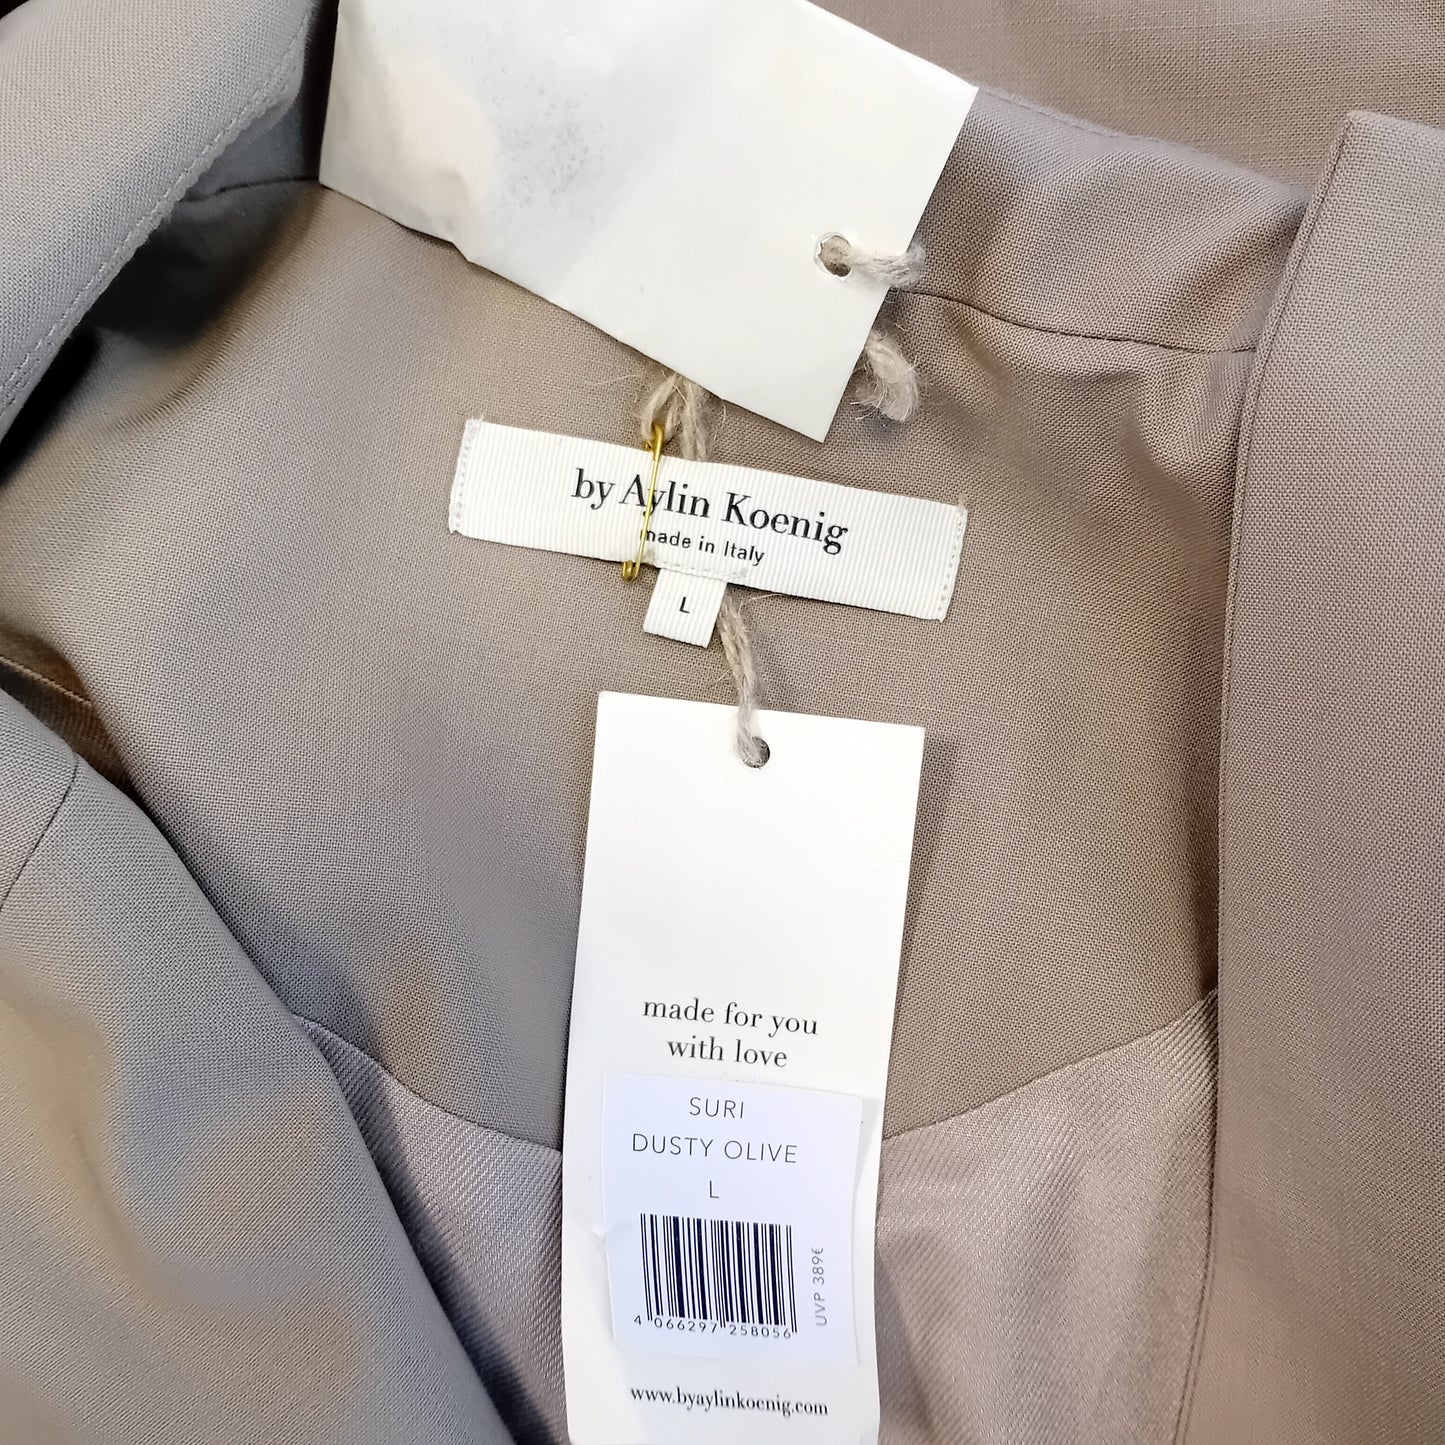 by Aylin Koenig
made in Italy
L
made for you
with love
SURI
DUSTY OLIVE
L
4 066297 258056
UVP 389€
www.byaylinkoenig.com